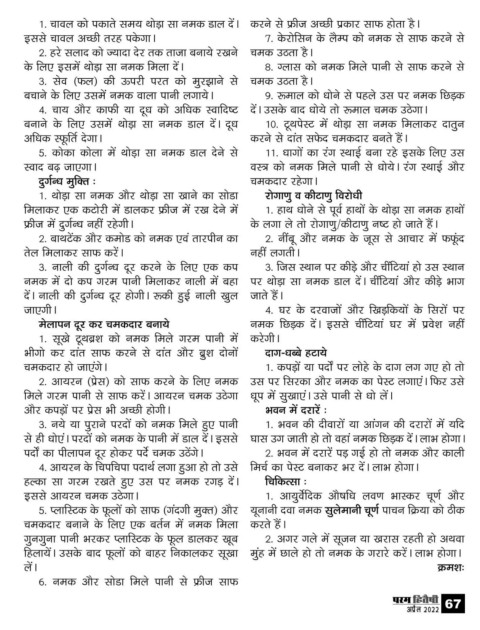 1. चावल को पकाते समय थोड़ा सा नमक डाल दें।
इससे चावल अच्छी तरह पकेगा।
2. हरे सलाद को ज्यादा देर तक ताजा बनाये रखने
के लिए इसमें थोड़ा सा नमक मिला दें।
3. सेव (फल) की ऊपरी परत को मुरझाने से
बचाने के लिए उसमें नमक वाला पानी लगाये।
4. चाय और काफी या दूध को अधिक स्वादिष्ट
बनाने के लिए उसमें थोड़ा सा नमक डाल दें। दूध
अधिक स्फूर्ति देगा।
5. कोका कोला में थोड़ा सा नमक डाल देने से
स्वाद बढ़ जाएगा।
दुर्गन्ध मुक्ति :
1. थोड़ा सा नमक और थोड़ा सा खाने का सोडा
मिलाकर एक कटोरी में डालकर फ्रीज में रख देने में
फ्रीज में दुर्गन्ध नहीं रहेगी।
2. बाथटेंक और कमोड को नमक एवं तारपीन का
तेल मिलाकर साफ करें।
3. नाली की दुर्गन्ध दूर करने के लिए एक कप
नमक में दो कप गरम पानी मिलाकर नाली में बहा
दें। नाली की दुर्गन्ध दूर होगी। रूकी हुई नाली खुल
जाएगी।
मेलापन दूर कर चमकदार बनाये
1. सूखे टूथब्रश को नमक मिले गरम पानी में
भीगो कर दांत साफ करने से दांत और ब्रुश दोनों
चमकदार हो जाएंगे।
2. आयरन (प्रेस) को साफ करने के लिए नमक
मिले गरम पानी से साफ करें। आयरन चमक उठेगा
और कपड़ों पर प्रेस भी अच्छी होगी।
3. नये या पुराने परदों को नमक मिले हुए पानी
से ही धोएं। परदों को नमक के पानी में डाल दें। इससे
पर्दों का पीलापन दूर होकर पर्दे चमक उठेंगे।
4. आयरन के चिपचिपा पदार्थ लगा हुआ हो तो उसे
हल्का सा गरम रखते हुए उस पर नमक रगड़ दें।
इससे आयरन चमक उठेगा।
5. प्लास्टिक के फूलों को साफ (गंदगी मुक्त) और
चमकदार बनाने के लिए एक बर्तन में नमक मिला
गुनगुना पानी भरकर प्लास्टिक के फूल डालकर खूब
हिलायें। उसके बाद फूलों को बाहर निकालकर सूखा
लें।
6. नमक और सोडा मिले पानी से फ्रीज साफ
करने से फ्रीज अच्छी प्रकार साफ होता है।
7. केरोसिन के लैम्प को नमक से साफ करने से
चमक उठता है।
8. ग्लास को नमक मिले पानी से साफ करने से
चमक उठता है।
9. रूमाल को धोने से पहले उस पर नमक छिड़क
दें। उसके बाद धोये तो रूमाल चमक उठेगा।
10. टूथपेस्ट में थोड़ा सा नमक मिलाकर दातुन
करने से दांत सफेद चमकदार बनते हैं।
11. धागों का रंग स्थाई बना रहे इसके लिए उस
वस्त्र को नमक मिले पानी से धोये। रंग स्थाई और
चमकदार रहेगा।
रोगाणु व कीटाणु विरोधी
1. हाथ धोने से पूर्व हाथों के थोड़ा सा नमक हाथों
के लगा ले तो रोगाणु/कीटाणु नष्ट हो जाते हैं।
2. नींबू और नमक के जूस से आचार में फफूंद
नहीं लगती।
3. जिस स्थान पर कीड़े और चींटियां हो उस स्थान
पर थोड़ा सा नमक डाल दें। चींटियां और कीड़े भाग
जाते हैं।
4. घर के दरवाजों और खिड़कियों के सिरों पर
नमक छिड़क दें। इससे चींटियां घर में प्रवेश नहीं
करेगी।
दाग-धब्बे हटाये
1. कपड़ों या पर्दों पर लोहे के दाग लग गए हो तो
उस पर सिरका और नमक का पेस्ट लगाएं। फिर उसे
धूप में सुखाएं। उसे पानी से धो लें।
भवन में दरारें :
1. भवन की दीवारों या आंगन की दरारों में यदि
घास उग जाती हो तो वहां नमक छिड़क दें। लाभ होगा।
2. भवन में दरारें पड़ गई हो तो नमक और काली
मिर्च का पेस्ट बनाकर भर दें। लाभ होगा।
चिकित्सा :
1. आयुर्वेदिक औषधि लवण भास्कर चूर्ण और
यूनानी दवा नमक सुलेमानी चूर्ण पाचन क्रिया को ठीक
करते हैं।
2. अगर गले में सूजन या खरास रहती हो अथवा
मुंह में छाले हो तो नमक के गरारे करें। लाभ होगा।
क्रमशः
परम हितैषी
अप्रैल 2022
67